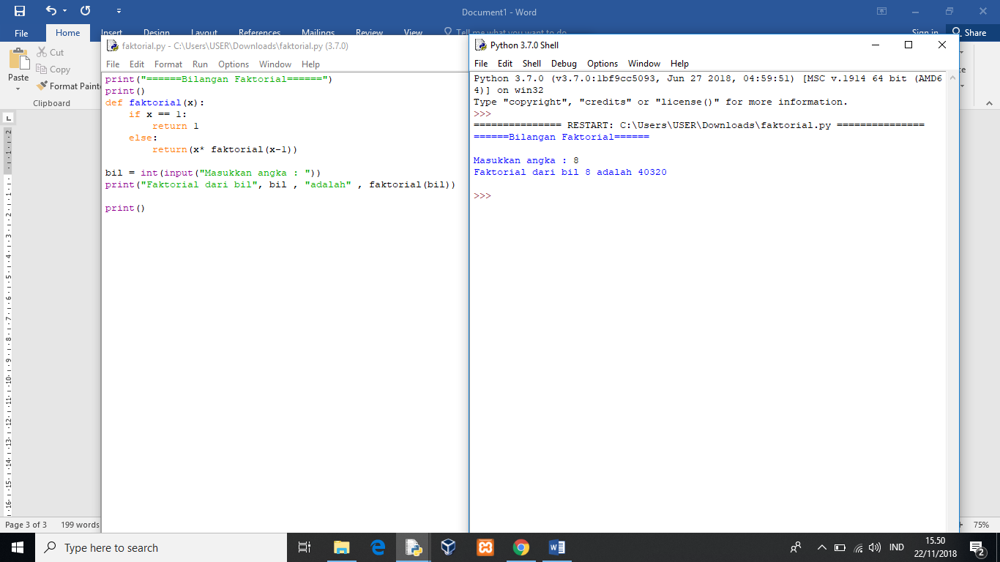 Document1 - Word
File Home Insert Design Layout References Mailings Review View Tell me what you want to do Sign in Share
Paste
Cut
Copy
Format Painte
Clipboard
faktorial.py - C:\Users\USER\Downloads\faktorial.py (3.7.0)
File Edit Format Run Options Window Help
print("======Bilangan Faktorial======")
print()
def faktorial(x):
    if x == 1:
        return 1
    else:
        return(x* faktorial(x-1))
bil = int(input("Masukkan angka : "))
print("Faktorial dari bil", bil , "adalah" , faktorial(bil))
print()
Python 3.7.0 Shell
File Edit Shell Debug Options Window Help
Python 3.7.0 (v3.7.0:1bf9cc5093, Jun 27 2018, 04:59:51) [MSC v.1914 64 bit (AMD6
4)] on win32
Type "copyright", "credits" or "license()" for more information.
>>>
=============== RESTART: C:\Users\USER\Downloads\faktorial.py ===============
======Bilangan Faktorial======
Masukkan angka : 8
Faktorial dari bil 8 adalah 40320
>>>
Page 3 of 3 199 words
75%
Type here to search
IND
15.50
22/11/2018
2